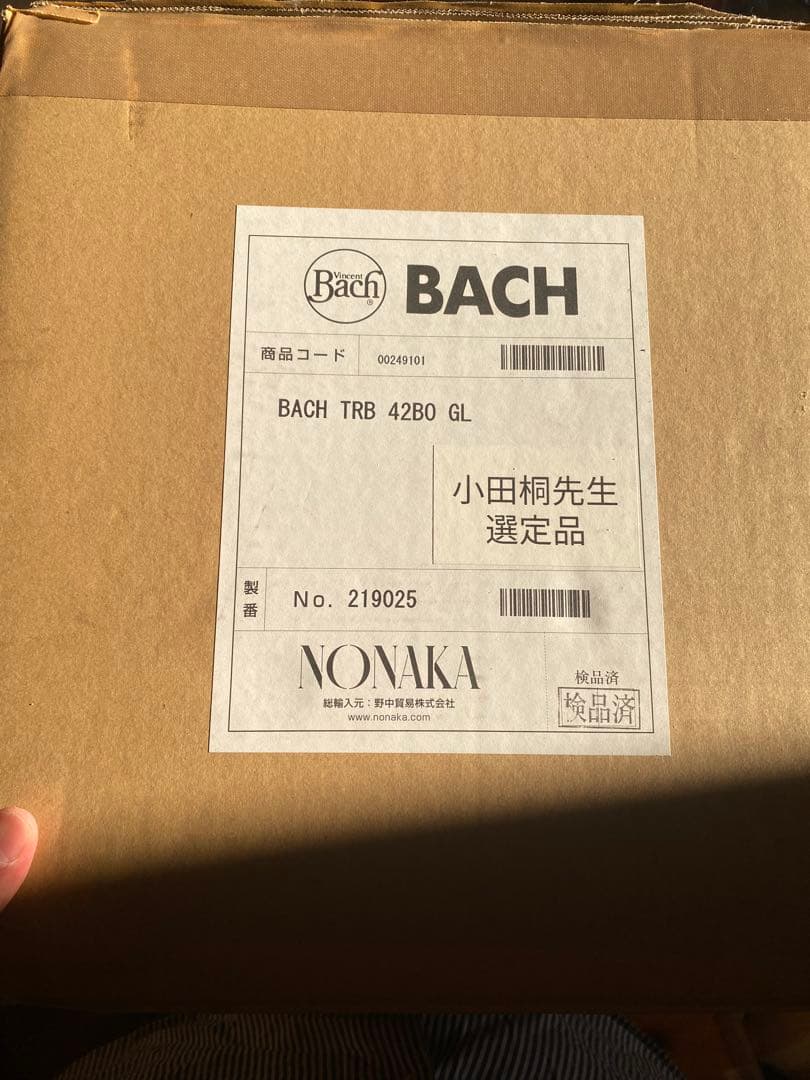 Vincent
Bach
®
BACH
商品コード 00249101
BACH TRB 42BO GL
小田桐先生
選定品
製番 No. 219025
NONAKA
総輸入元：野中貿易株式会社
www.nonaka.com
検品済
検品済